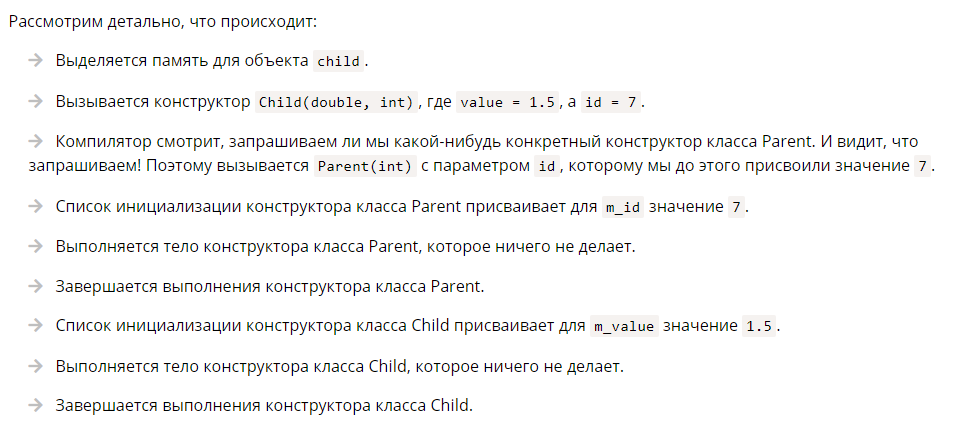 Рассмотрим детально, что происходит:
→ Выделяется память для объекта child.
→ Вызывается конструктор Child(double, int), где value = 1.5, а id = 7.
→ Компилятор смотрит, запрашиваем ли мы какой-нибудь конкретный конструктор класса Parent. И видит, что
запрашиваем! Поэтому вызывается Parent(int) с параметром id, которому мы до этого присвоили значение 7.
→ Список инициализации конструктора класса Parent присваивает для m_id значение 7.
→ Выполняется тело конструктора класса Parent, которое ничего не делает.
→ Завершается выполнения конструктора класса Parent.
→ Список инициализации конструктора класса Child присваивает для m_value значение 1.5.
→ Выполняется тело конструктора класса Child, которое ничего не делает.
→ Завершается выполнения конструктора класса Child.